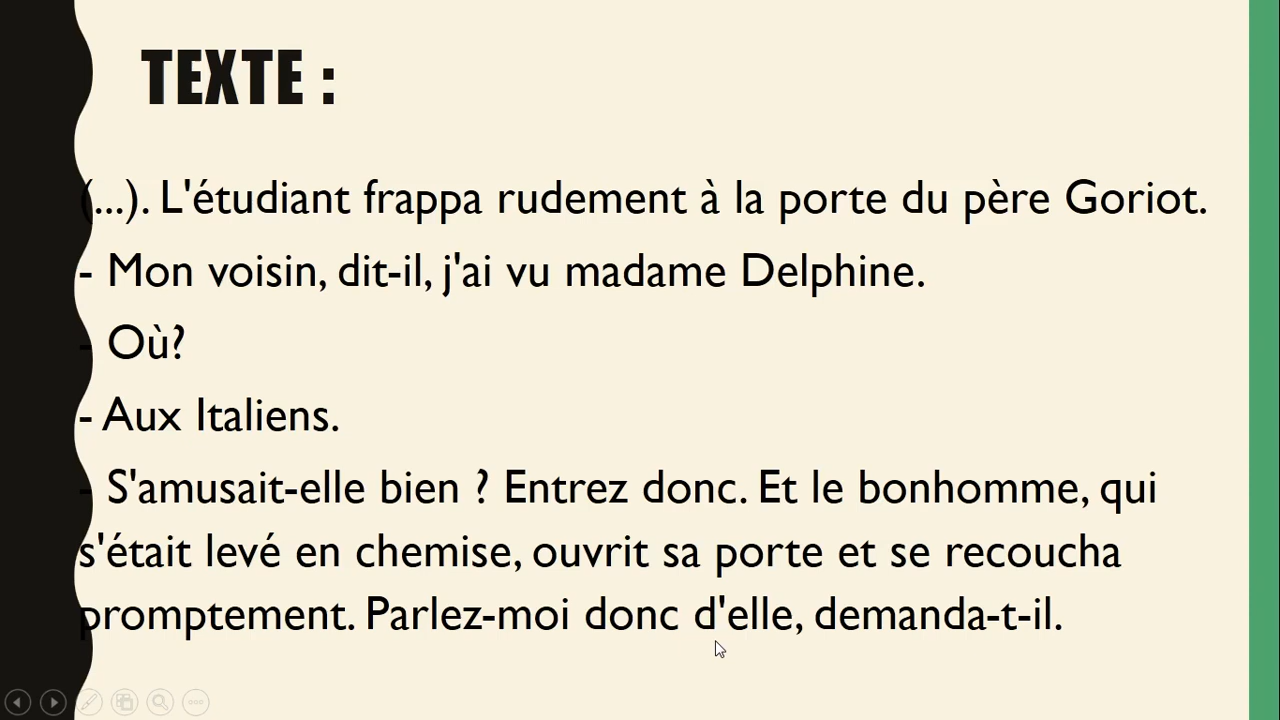 TEXTE :
(...). L'étudiant frappa rudement à la porte du père Goriot.
- Mon voisin, dit-il, j'ai vu madame Delphine.
- Où?
- Aux Italiens.
- S'amusait-elle bien ? Entrez donc. Et le bonhomme, qui
s'était levé en chemise, ouvrit sa porte et se recoucha
promptement. Parlez-moi donc d'elle, demanda-t-il.